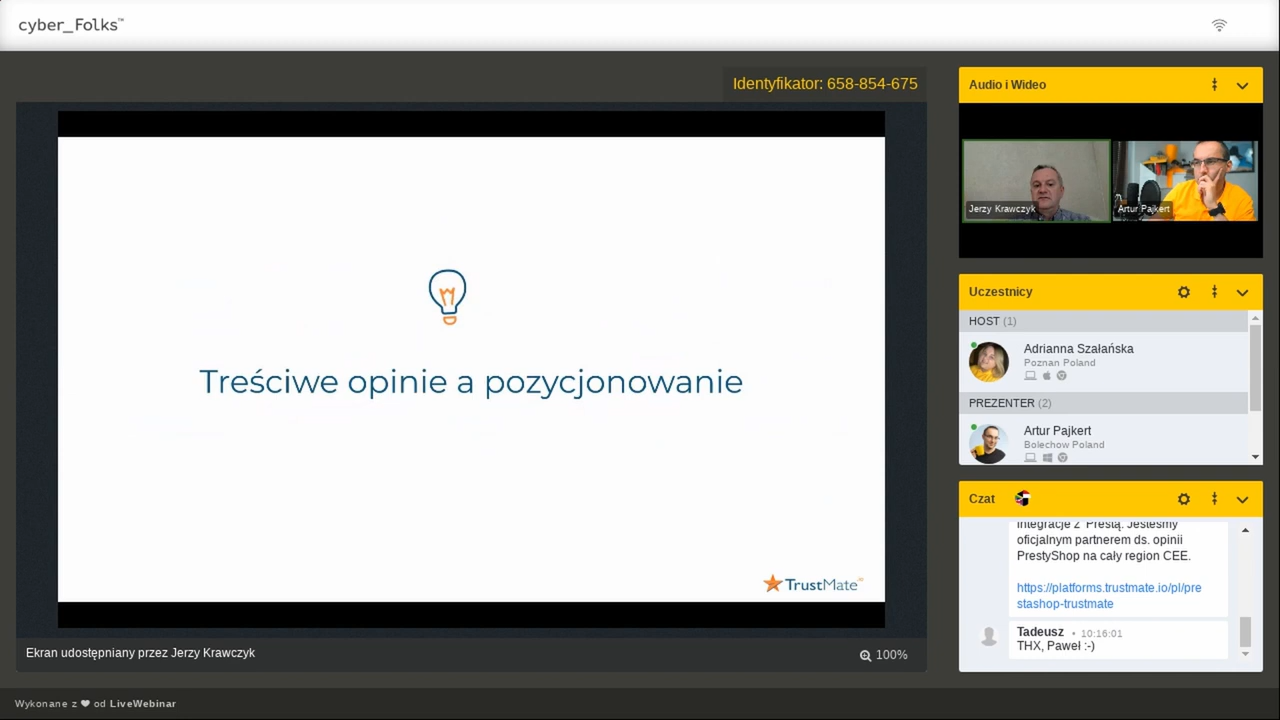 cyber_Folks™
Identyfikator: 658-854-675
Treściwe opinie a pozycjonowanie
TrustMate
Ekran udostępniany przez Jerzy Krawczyk
100%
Audio i Wideo
Jerzy Krawczyk
Artur Pajkert
Uczestnicy
HOST (1)
Adrianna Szałańska
Poznan Poland
PREZENTER (2)
Artur Pajkert
Bolechow Poland
Czat
integrację z Prestą. Jesteśmy
oficjalnym partnerem ds. opinii
PrestyShop na cały region CEE.
https://platforms.trustmate.io/pl/pre
stashop-trustmate
Tadeusz • 10:16:01
THX, Paweł :-)
Wykonane z ❤ od LiveWebinar